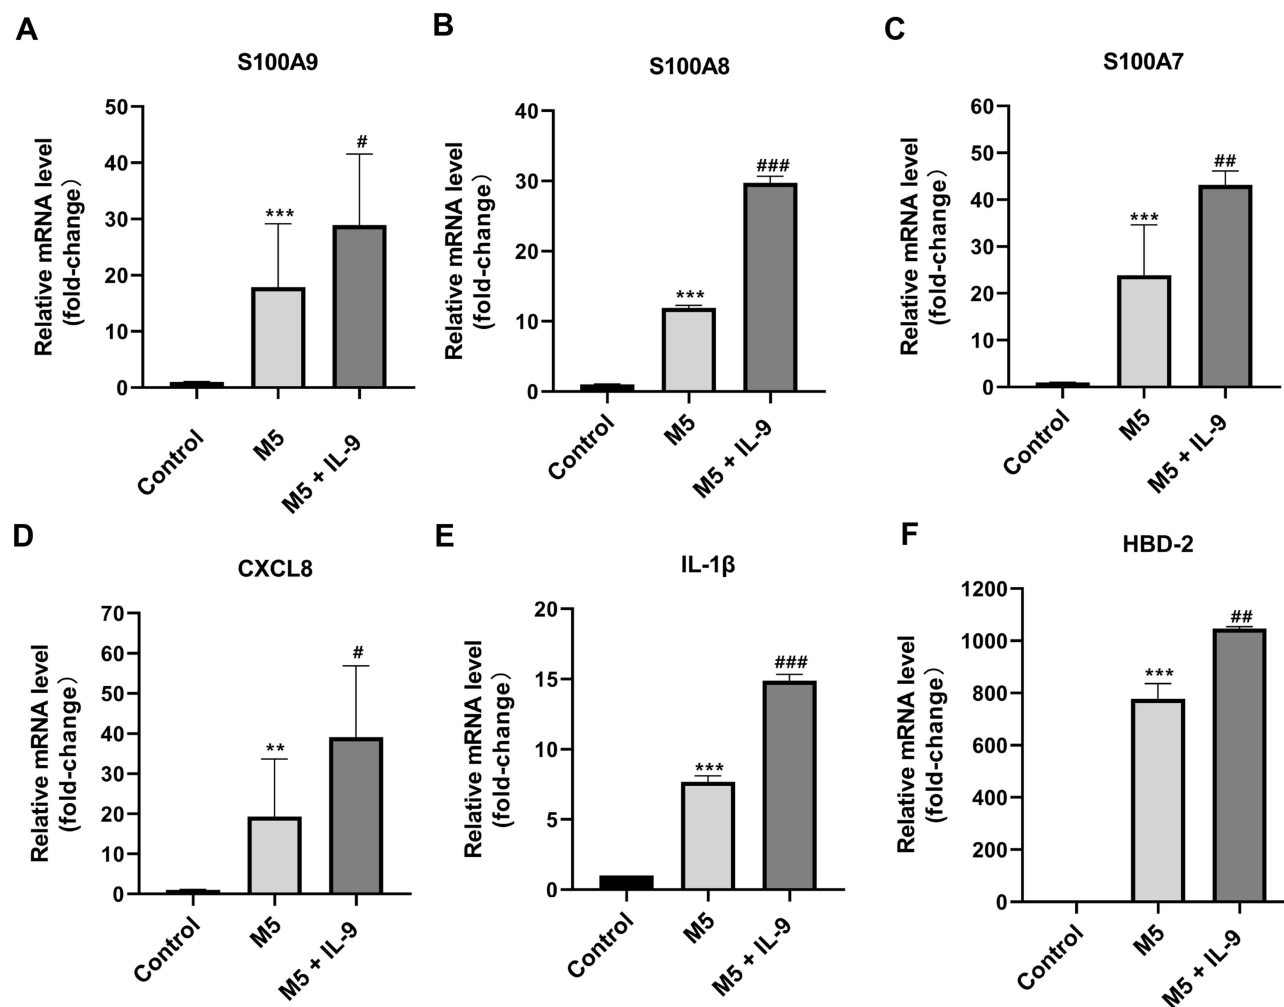 A
S100A9
Relative mRNA level
(fold-change）
50
40
30
20
10
0
***
#
Control
M5
M5 + IL-9
B
S100A8
Relative mRNA level
(fold-change）
40
30
20
10
0
***
###
Control
M5
M5 + IL-9
C
S100A7
Relative mRNA level
(fold-change）
60
50
40
30
20
10
0
***
##
Control
M5
M5 + IL-9
D
CXCL8
Relative mRNA level
(fold-change）
70
60
50
40
30
20
10
0
**
#
Control
M5
M5 + IL-9
E
IL-1β
Relative mRNA level
(fold-change）
20
15
10
5
0
***
###
Control
M5
M5 + IL-9
F
HBD-2
Relative mRNA level
(fold-change）
1200
1000
800
600
400
200
0
***
##
Control
M5
M5 + IL-9